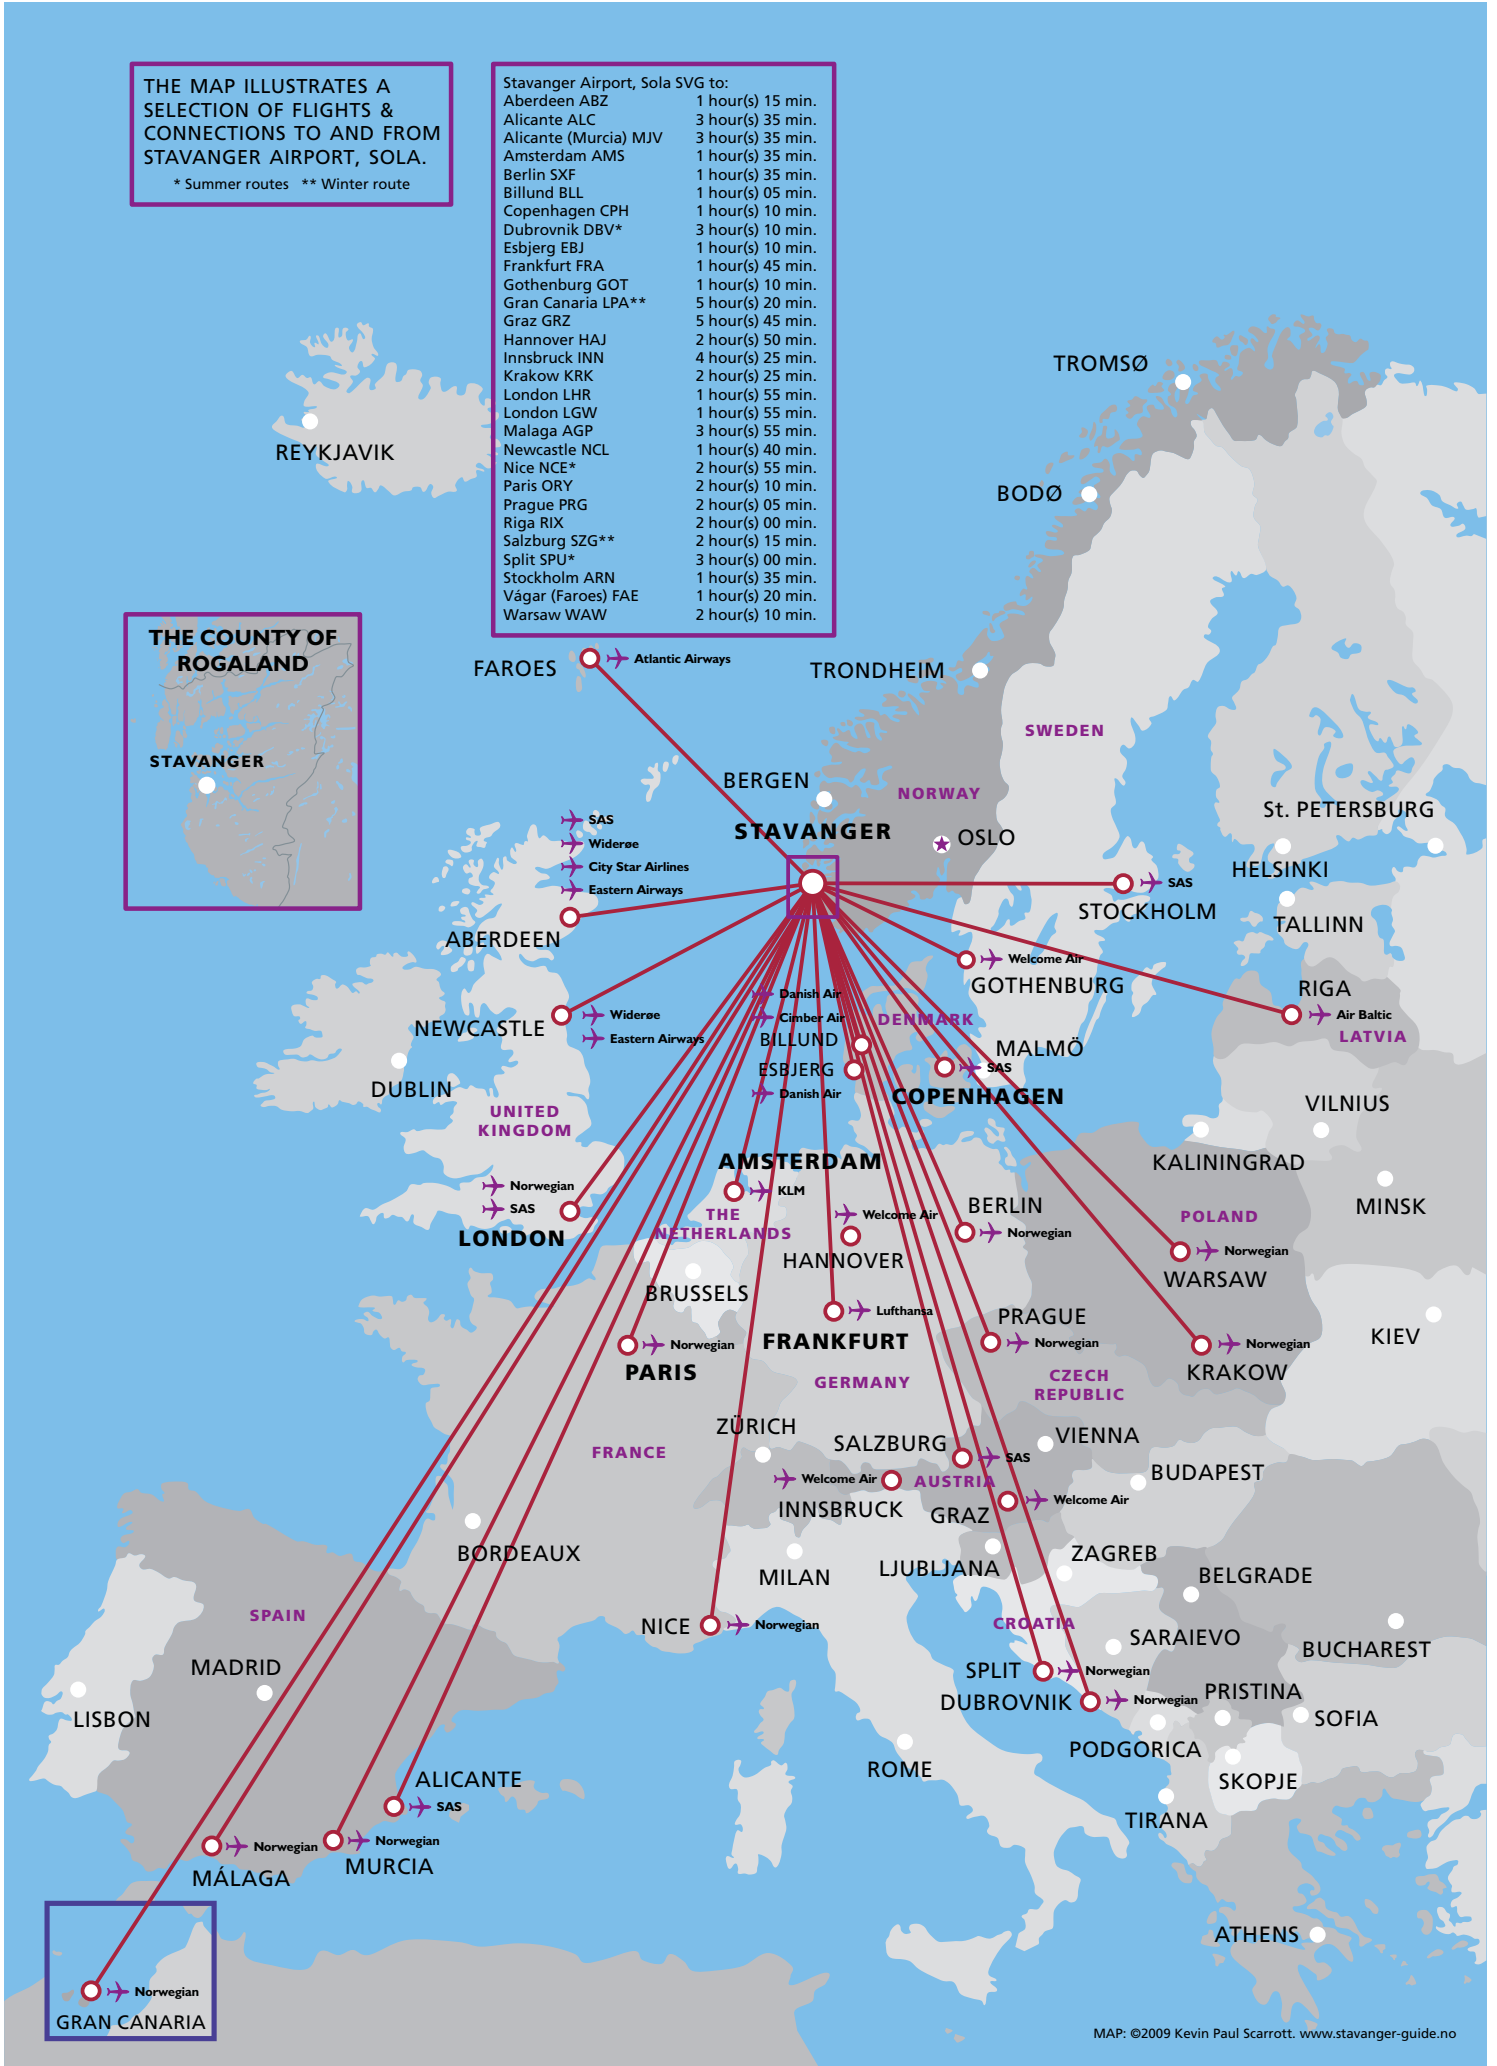 THE MAP ILLUSTRATES A
SELECTION OF FLIGHTS &
CONNECTIONS TO AND FROM
STAVANGER AIRPORT, SOLA.
* Summer routes ** Winter route
Stavanger Airport, Sola SVG to:
Aberdeen ABZ 1 hour(s) 15 min.
Alicante ALC 3 hour(s) 35 min.
Alicante (Murcia) MJV 3 hour(s) 35 min.
Amsterdam AMS 1 hour(s) 35 min.
Berlin SXF 1 hour(s) 35 min.
Billund BLL 1 hour(s) 05 min.
Copenhagen CPH 1 hour(s) 10 min.
Dubrovnik DBV* 3 hour(s) 10 min.
Esbjerg EBJ 1 hour(s) 10 min.
Frankfurt FRA 1 hour(s) 45 min.
Gothenburg GOT 1 hour(s) 10 min.
Gran Canaria LPA** 5 hour(s) 20 min.
Graz GRZ 5 hour(s) 45 min.
Hannover HAJ 2 hour(s) 50 min.
Innsbruck INN 4 hour(s) 25 min.
Krakow KRK 2 hour(s) 25 min.
London LHR 1 hour(s) 55 min.
London LGW 1 hour(s) 55 min.
Malaga AGP 3 hour(s) 55 min.
Newcastle NCL 1 hour(s) 40 min.
Nice NCE* 2 hour(s) 55 min.
Paris ORY 2 hour(s) 10 min.
Prague PRG 2 hour(s) 05 min.
Riga RIX 2 hour(s) 00 min.
Salzburg SZG** 2 hour(s) 15 min.
Split SPU* 3 hour(s) 00 min.
Stockholm ARN 1 hour(s) 35 min.
Vágar (Faroes) FAE 1 hour(s) 20 min.
Warsaw WAW 2 hour(s) 10 min.
TROMSØ
REYKJAVIK
BODØ
THE COUNTY OF
ROGALAND
STAVANGER
FAROES
Atlantic Airways
TRONDHEIM
SWEDEN
BERGEN
NORWAY
St. PETERSBURG
SAS
STAVANGER
OSLO
Widerøe
City Star Airlines
HELSINKI
Eastern Airways
SAS
STOCKHOLM
TALLINN
ABERDEEN
Welcome Air
GOTHENBURG
RIGA
Danish Air
Widerøe
Cimber Air
DENMARK
Air Baltic
NEWCASTLE
Eastern Airways
BILLUND
LATVIA
MALMÖ
ESBJERG
SAS
DUBLIN
Danish Air
COPENHAGEN
VILNIUS
UNITED
KINGDOM
AMSTERDAM
KALININGRAD
Norwegian
KLM
MINSK
SAS
THE
NETHERLANDS
Welcome Air
BERLIN
POLAND
LONDON
Norwegian
Norwegian
HANNOVER
WARSAW
BRUSSELS
Lufthansa
PRAGUE
KIEV
Norwegian
FRANKFURT
Norwegian
Norwegian
PARIS
KRAKOW
GERMANY
CZECH
REPUBLIC
ZÜRICH
SALZBURG
VIENNA
FRANCE
SAS
BUDAPEST
Welcome Air
AUSTRIA
INNSBRUCK
GRAZ
Welcome Air
BORDEAUX
ZAGREB
LJUBLJANA
MILAN
BELGRADE
SPAIN
NICE
Norwegian
CROATIA
SARAIEVO
BUCHAREST
MADRID
SPLIT
Norwegian
LISBON
DUBROVNIK
Norwegian
PRISTINA
SOFIA
ROME
PODGORICA
ALICANTE
SKOPJE
SAS
TIRANA
Norwegian
Norwegian
MÁLAGA
MURCIA
ATHENS
Norwegian
GRAN CANARIA
MAP: ©2009 Kevin Paul Scarrott. www.stavanger-guide.no